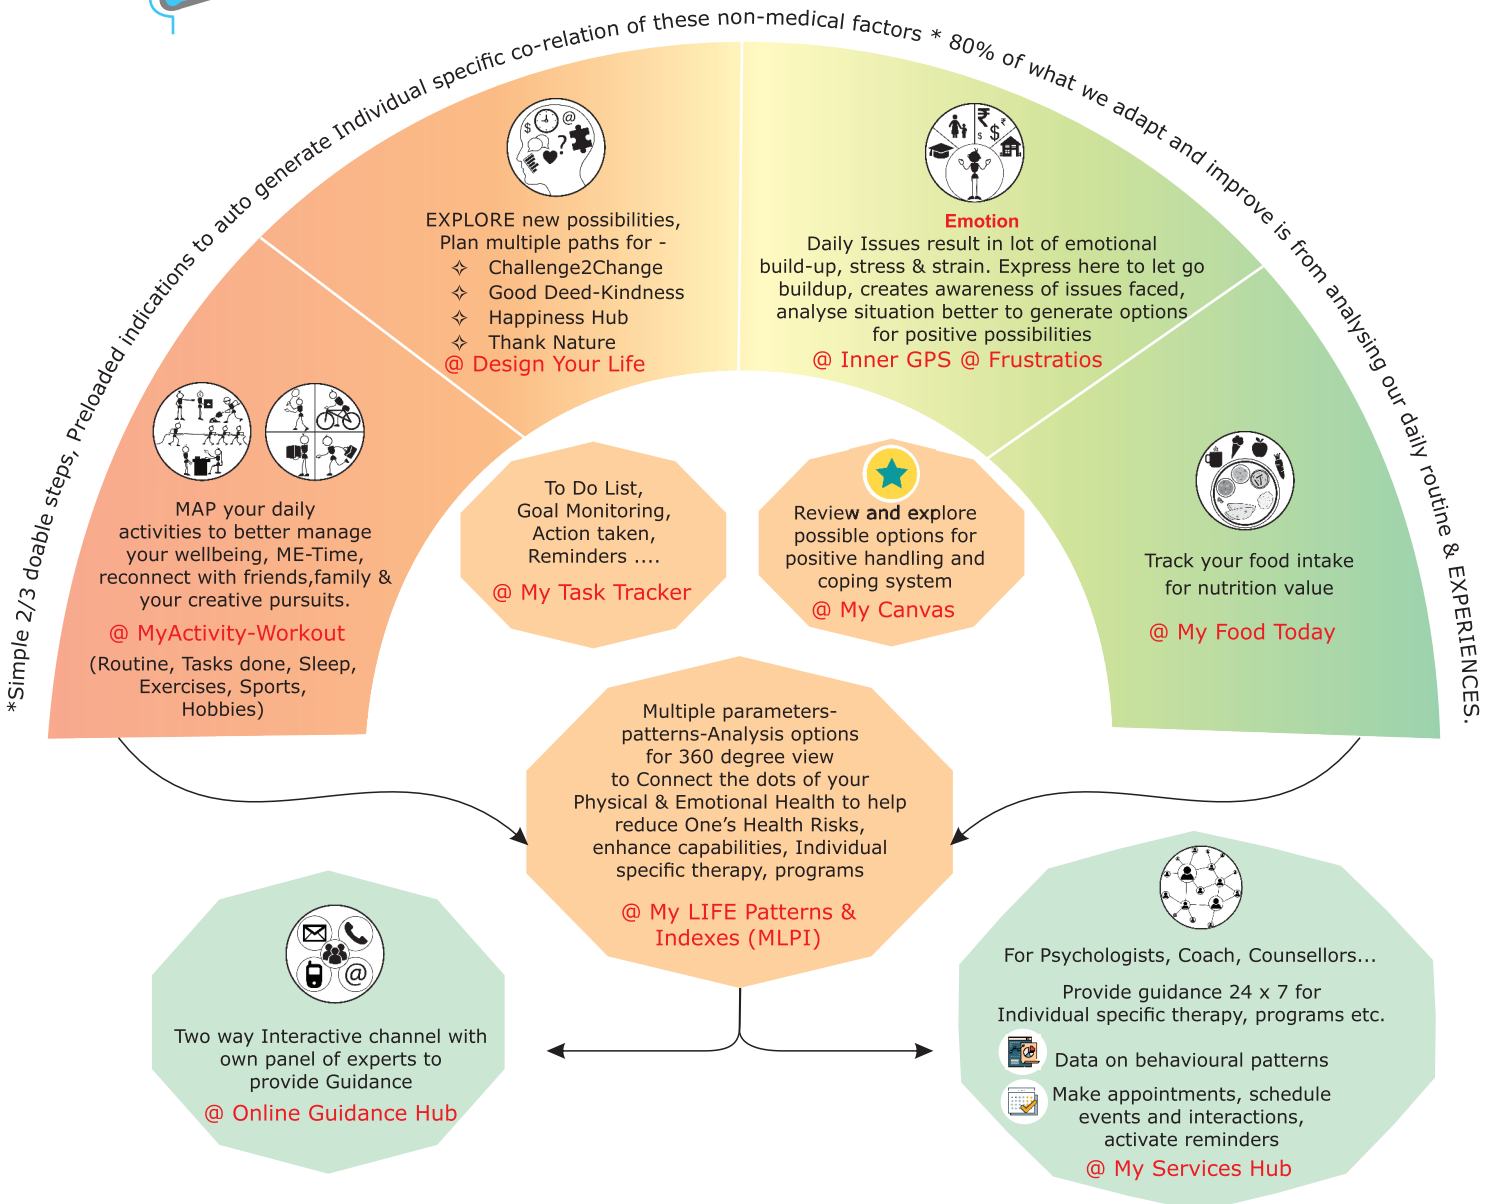 *Simple 2/3 doable steps, Preloaded indications to auto generate Individual specific co-relation of these non-medical factors * 80% of what we adapt and improve is from analysing our daily routine & EXPERIENCES.
EXPLORE new possibilities,
Plan multiple paths for -
✧ Challenge2Change
✧ Good Deed-Kindness
✧ Happiness Hub
✧ Thank Nature
@ Design Your Life
Emotion
Daily Issues result in lot of emotional
build-up, stress & strain. Express here to let go
buildup, creates awareness of issues faced,
analyse situation better to generate options
for positive possibilities
@ Inner GPS @ Frustratios
MAP your daily
activities to better manage
your wellbeing, ME-Time,
reconnect with friends,family &
your creative pursuits.
@ MyActivity-Workout
(Routine, Tasks done, Sleep,
Exercises, Sports,
Hobbies)
To Do List,
Goal Monitoring,
Action taken,
Reminders ....
@ My Task Tracker
Review and explore
possible options for
positive handling and
coping system
@ My Canvas
Track your food intake
for nutrition value
@ My Food Today
Multiple parameters-
patterns-Analysis options
for 360 degree view
to Connect the dots of your
Physical & Emotional Health to help
reduce One's Health Risks,
enhance capabilities, Individual
specific therapy, programs
@ My LIFE Patterns &
Indexes (MLPI)
Two way Interactive channel with
own panel of experts to
provide Guidance
@ Online Guidance Hub
For Psychologists, Coach, Counsellors...
Provide guidance 24 x 7 for
Individual specific therapy, programs etc.
Data on behavioural patterns
Make appointments, schedule
events and interactions,
activate reminders
@ My Services Hub